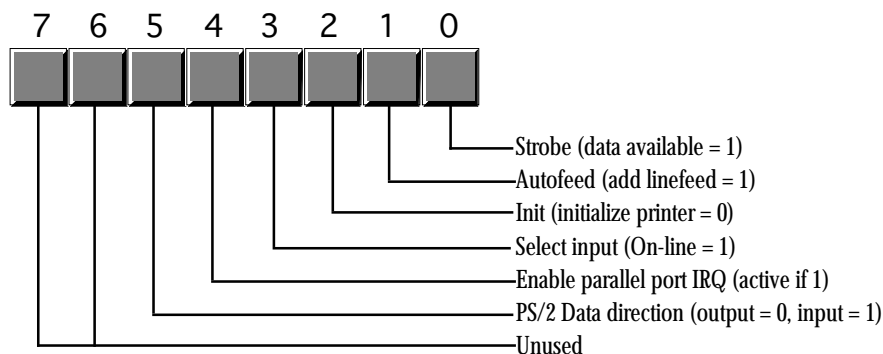 7 6 5 4 3 2 1 0
Strobe (data available = 1)
Autofeed (add linefeed = 1)
Init (initialize printer = 0)
Select input (On-line = 1)
Enable parallel port IRQ (active if 1)
PS/2 Data direction (output = 0, input = 1)
Unused